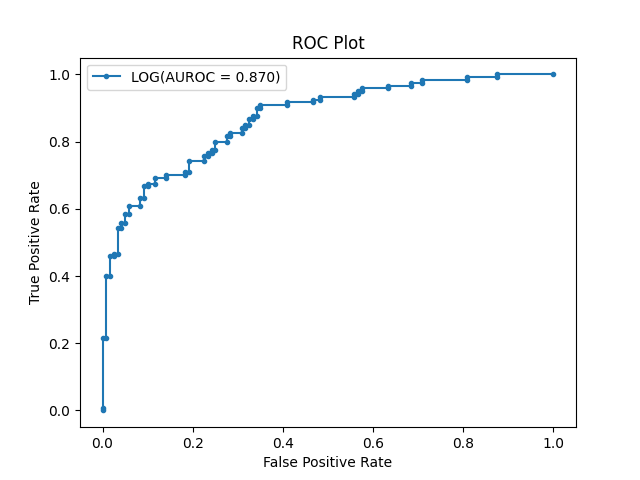 ROC Plot
LOG(AUROC = 0.870)
True Positive Rate
1.0
0.8
0.6
0.4
0.2
0.0
0.0 0.2 0.4 0.6 0.8 1.0
False Positive Rate